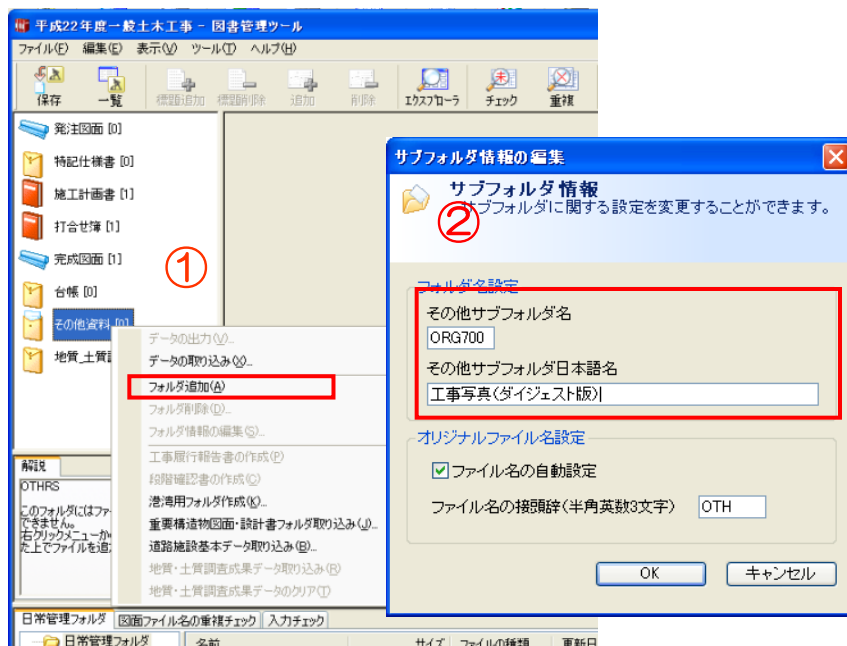 平成22年度一般土木工事 - 図書管理ツール
ファイル(F) 編集(E) 表示(V) ツール(T) ヘルプ(H)
保存 一覧 標題追加 標題削除 追加 削除 エクスプローラ チェック 重複
発注図面 [0]
特記仕様書 [0]
施工計画書 [1]
打合せ簿 [1]
完成図面 [1]
台帳 [0]
その他資料 [0]
地質_土質
①
データの出力(V)...
データの取り込み(X)...
フォルダ追加(A)
フォルダ削除(D)...
フォルダ情報の編集(S)...
工事履行報告書の作成(P)
段階確認書の作成(C)
港湾用フォルダ作成(K)...
重要構造物図面・設計書フォルダ取り込み(J)...
道路施設基本データ取り込み(B)...
地質・土質調査成果データ取り込み(R)
地質・土質調査成果データのクリア(T)
解説
OTHRS
このフォルダにはファ
できません。
右クリックメニューか
た上でファイルを追
日常管理フォルダ 図面ファイル名の重複チェック 入力チェック
日常管理フォルダ 名前 サイズ ファイルの種類 更新日
サブフォルダ情報の編集
サブフォルダ情報
サブフォルダに関する設定を変更することができます。
②
フォルダ名設定
その他サブフォルダ名
ORG700
その他サブフォルダ日本語名
工事写真(ダイジェスト版)
オリジナルファイル名設定
ファイル名の自動設定
ファイル名の接頭辞(半角英数3文字) OTH
OK キャンセル